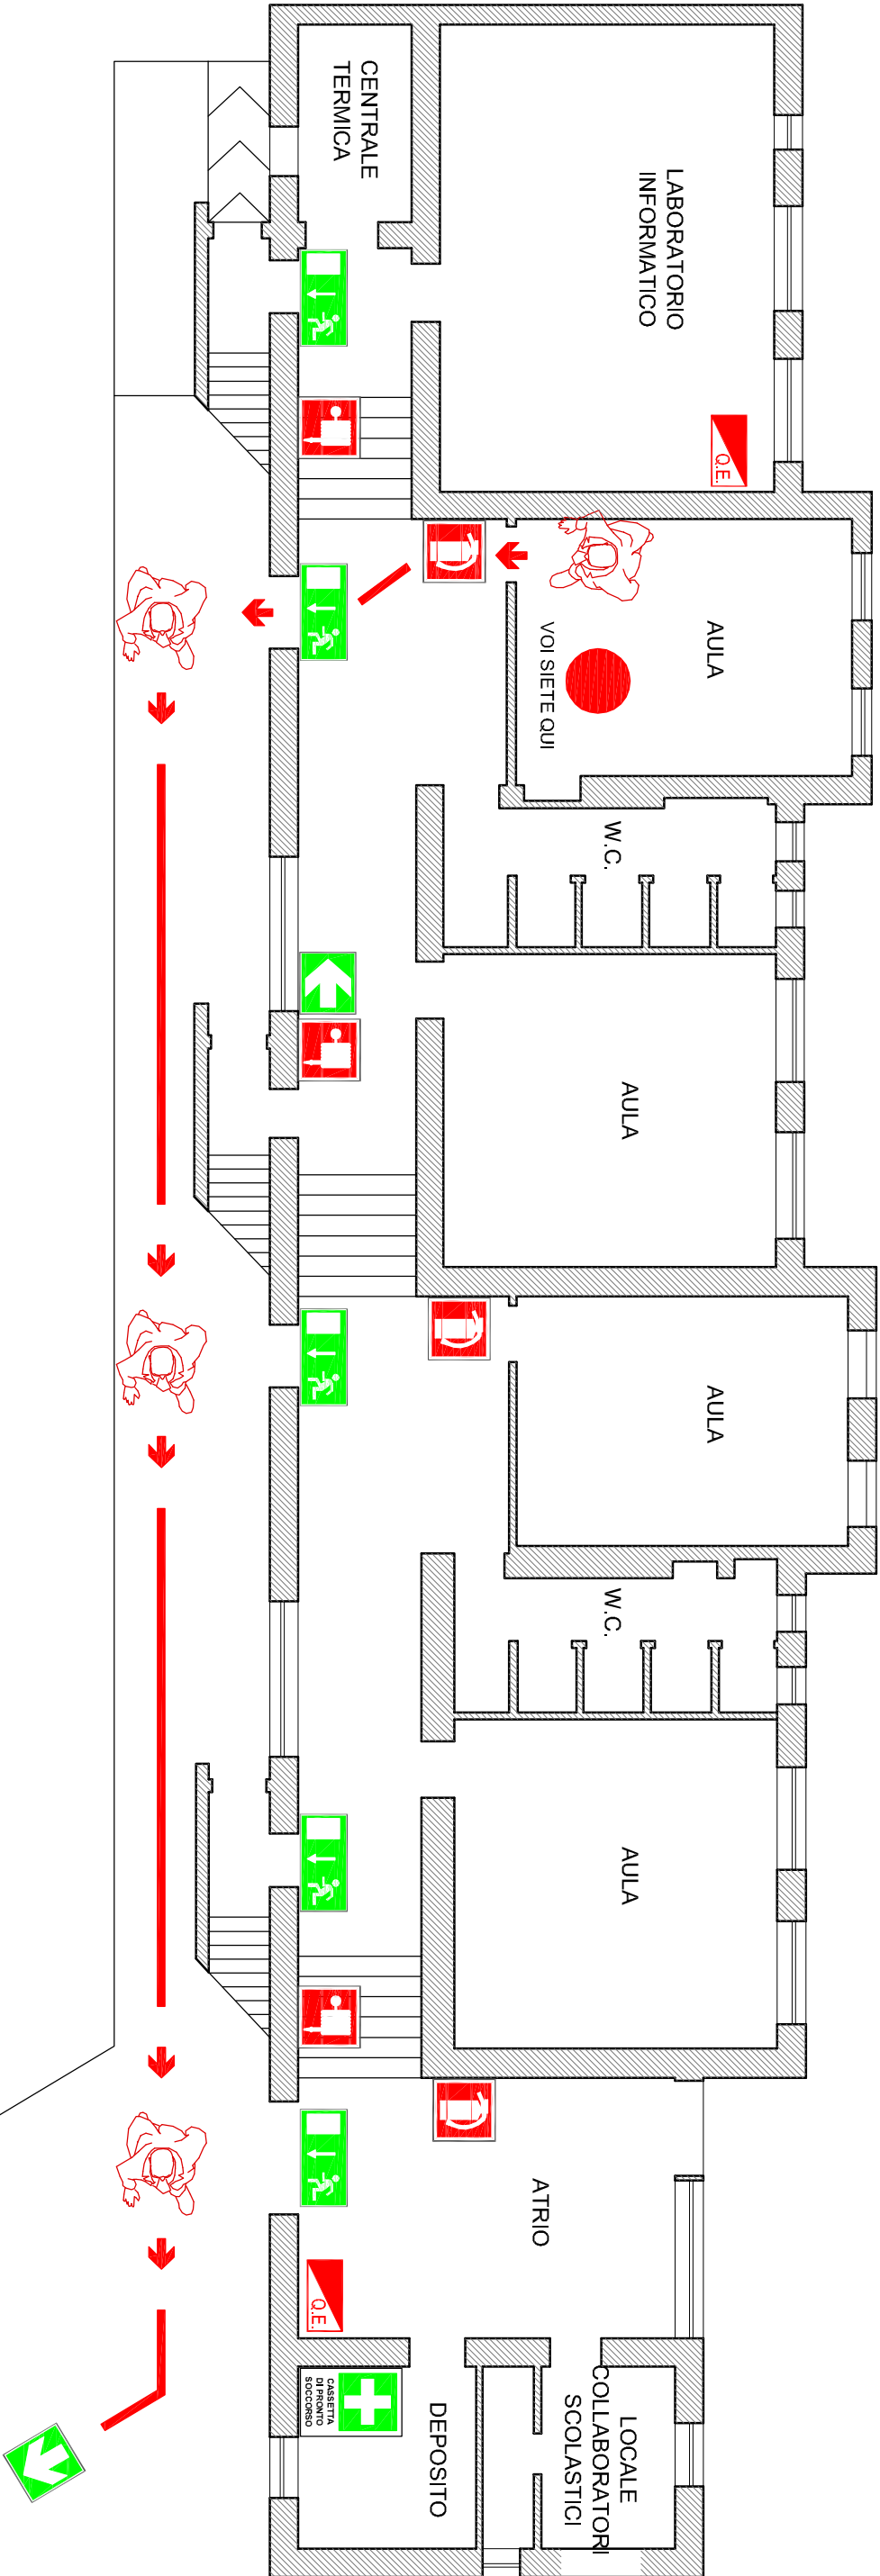 CENTRALE
TERMICA
LABORATORIO
INFORMATICO
Q.E.
AULA
VOI SIETE QUI
W.C.
AULA
AULA
W.C.
AULA
ATRIO
Q.E.
CASSETTA
DI PRONTO
SOCCORSO
DEPOSITO
LOCALE
COLLABORATORI
SCOLASTICI